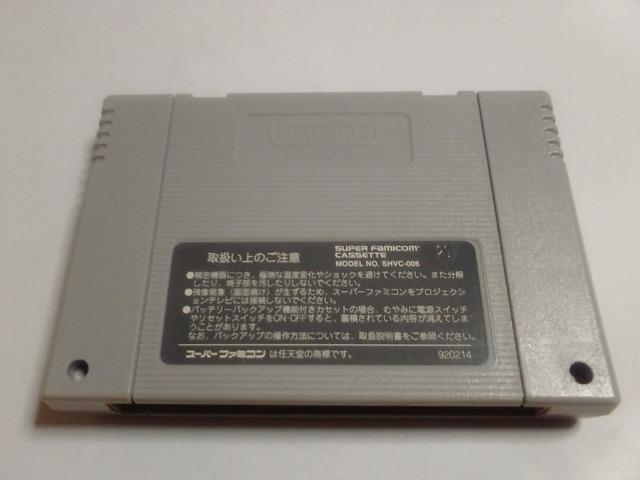 Nintendo
取扱い上のご注意
SUPER FAMICOM
CASSETTE
MODEL NO. SHVC-006
●精密機器につき、極端な温度変化やショックを避けてください。また分解
したり、端子部を汚したりしないでください。
●残像現象(画面焼け)が生ずるため、スーパーファミコンをプロジェクシ
ョンテレビには接続しないでください。
●バッテリーバックアップ機能付きカセットの場合、むやみに電源スイッチ
やリセットスイッチをON・OFFすると、蓄積されている内容が消えてしま
うことがあります。
なお、バックアップの操作方法については、取扱説明書をご参照ください。
スーパーファミコンは任天堂の商標です。
920214